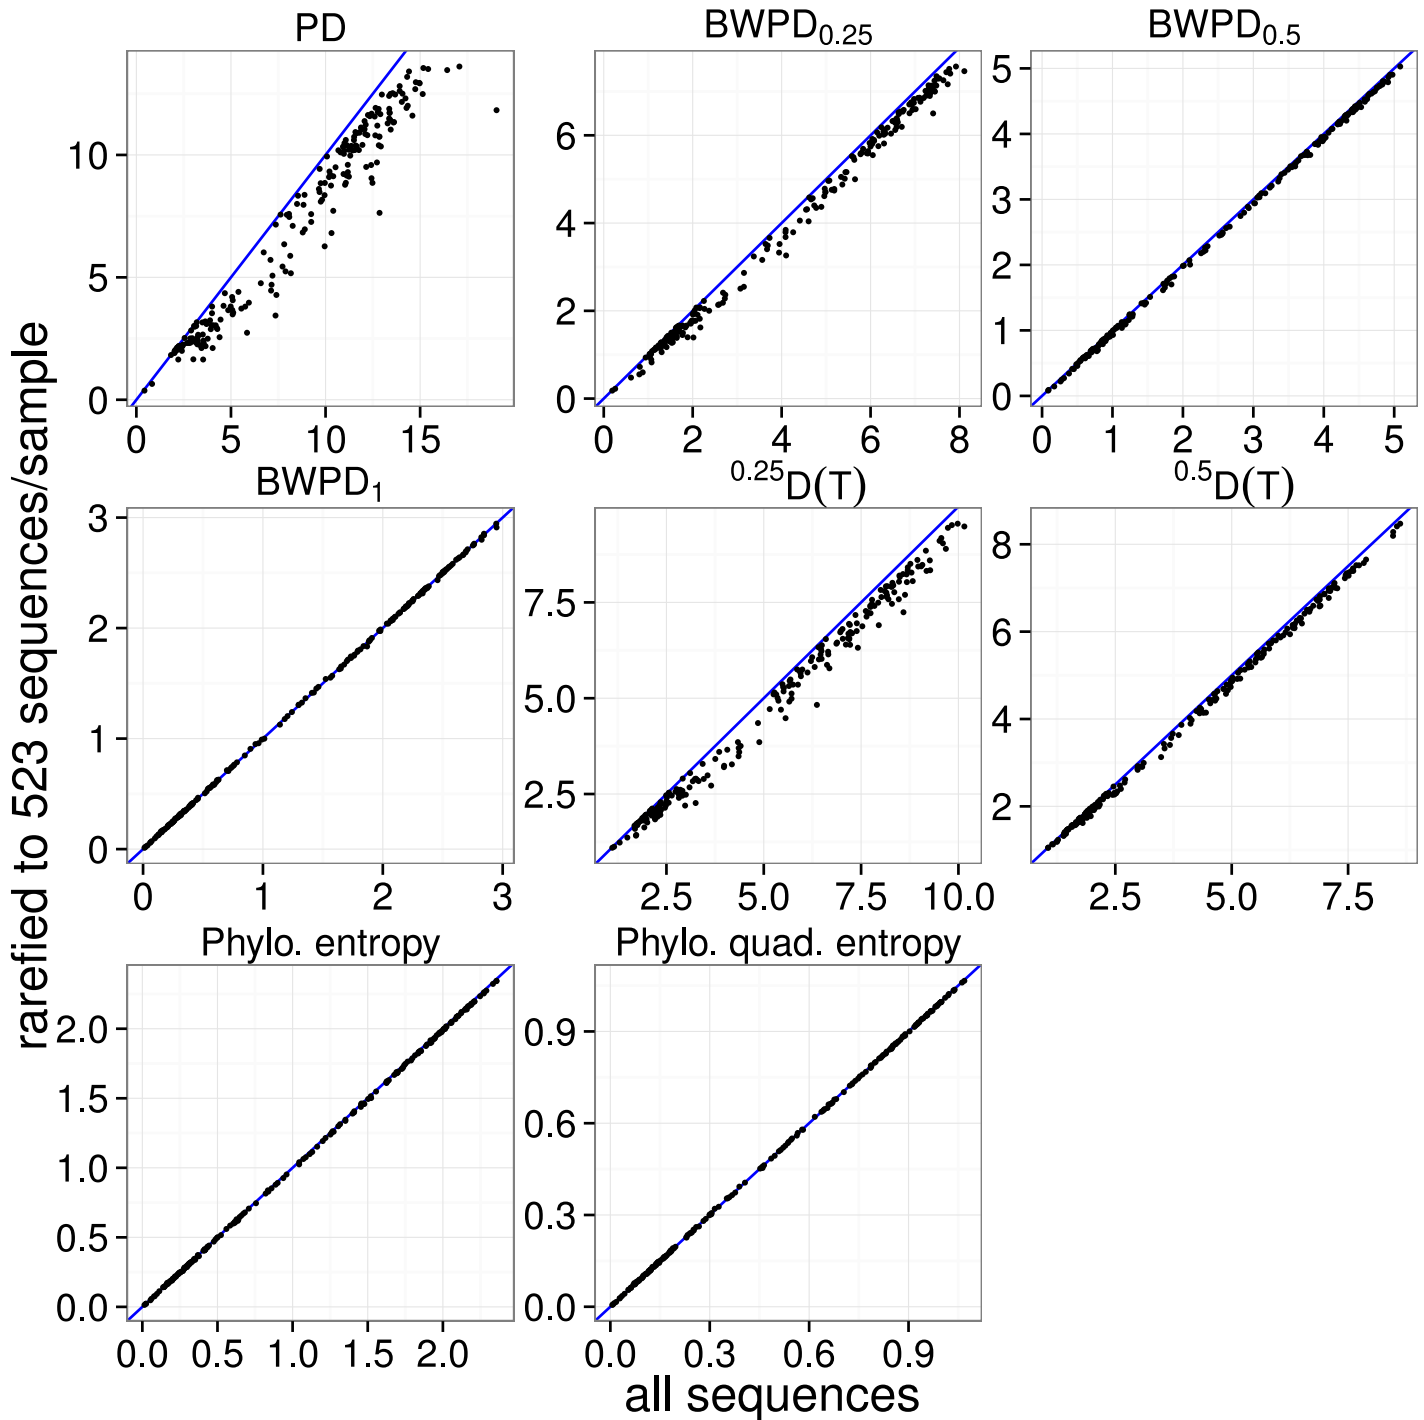 PD
BWPD0.25
BWPD0.5
10
5
0
0 5 10 15
6
4
2
0
0 2 4 6 8
5
4
3
2
1
0
0 1 2 3 4 5
rarefied to 523 sequences/sample
BWPD1
0.25D(T)
0.5D(T)
3
2
1
0
0 1 2 3
7.5
5.0
2.5
2.5 5.0 7.5 10.0
8
6
4
2
2.5 5.0 7.5
Phylo. entropy
Phylo. quad. entropy
2.0
1.5
1.0
0.5
0.0
0.0 0.5 1.0 1.5 2.0
0.9
0.6
0.3
0.0
0.0 0.3 0.6 0.9
all sequences